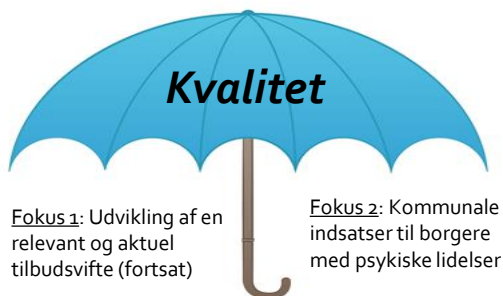 Kvalitet
Fokus 1: Udvikling af en
relevant og aktuel
tilbudsvifte (fortsat)
Fokus 2: Kommunale
indsatser til borgere
med psykiske lidelser